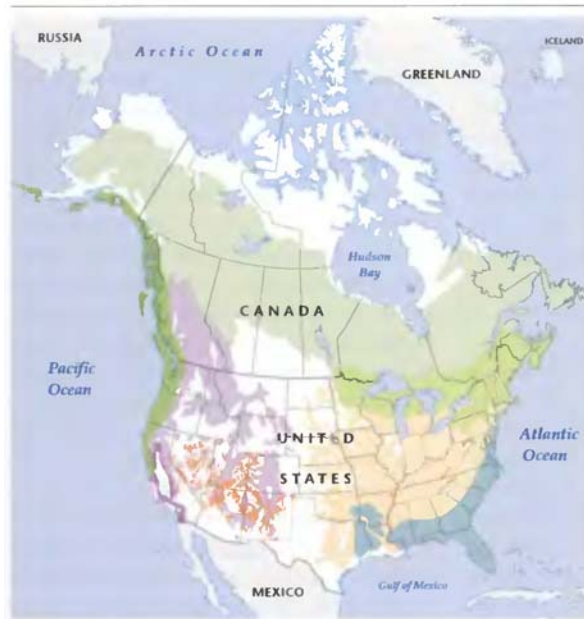 RUSSIA
Arctic Ocean
ICELAND
GREENLAND
Hudson
Bay
CANADA
Pacific
Ocean
UNITED
STATES
Atlantic
Ocean
MEXICO
Gulf of Mexico